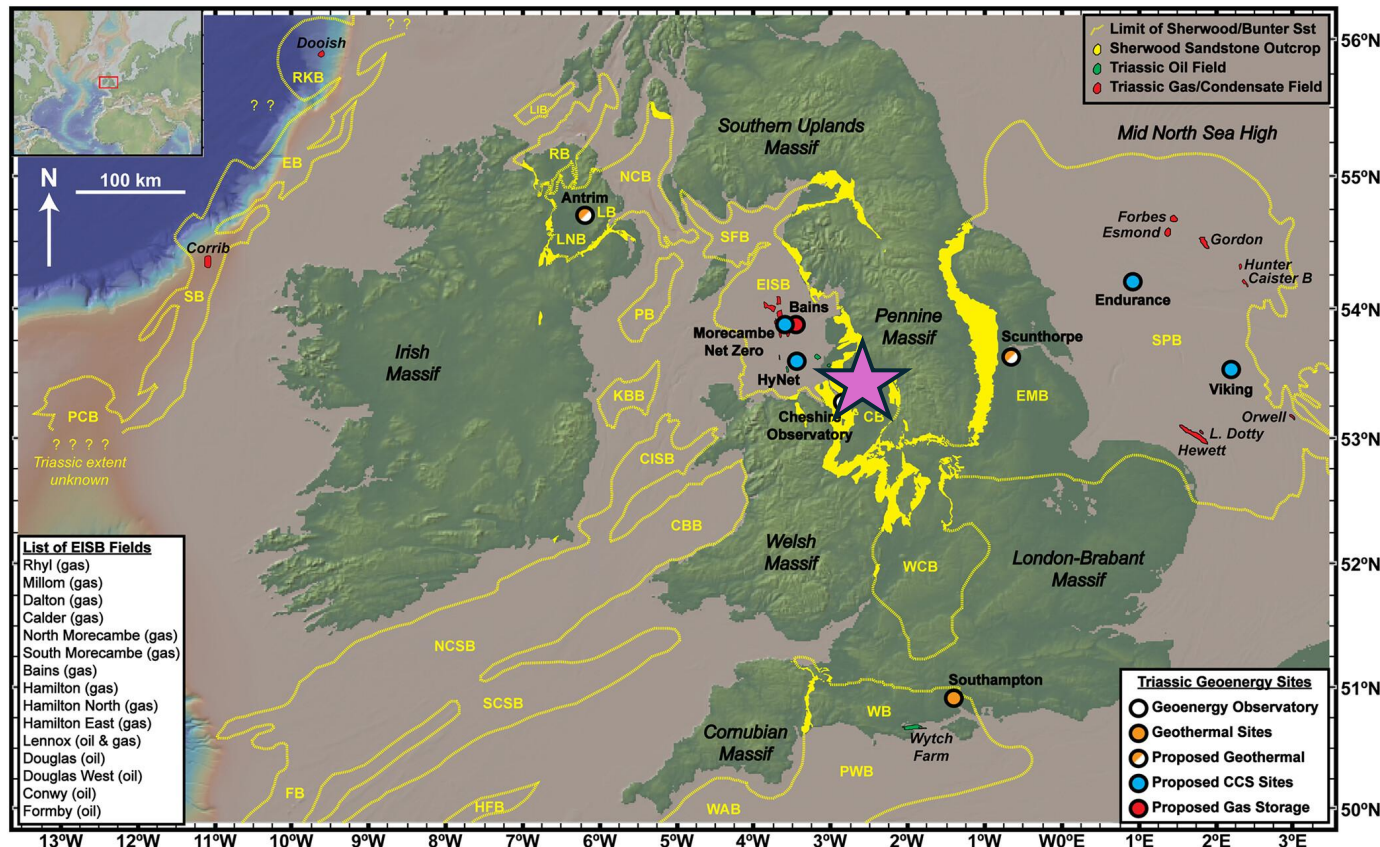 Dooish
RKB
? ?
? ?
LIB
Southern Uplands
Massif
Limit of Sherwood/Bunter Sst
Sherwood Sandstone Outcrop
Triassic Oil Field
Triassic Gas/Condensate Field
Mid North Sea High
56°N
N
100 km
EB
RB
NCB
Antrim
LB
LNB
55°N
Corrib
SB
SFB
EISB
PB
Bains
Morecambe
Net Zero
HyNet
Pennine
Massif
Scunthorpe
Forbes
Esmond
Gordon
Hunter
Caister B
Endurance
SPB
54°N
Irish
Massif
KBB
Cheshire
Observatory
CB
EMB
Viking
Orwell
L. Dotty
Hewett
53°N
PCB
? ? ? ?
Triassic extent
unknown
CISB
CBB
Welsh
Massif
WCB
London-Brabant
Massif
52°N
List of EISB Fields
Rhyl (gas)
Millom (gas)
Dalton (gas)
Calder (gas)
North Morecambe (gas)
South Morecambe (gas)
Bains (gas)
Hamilton (gas)
Hamilton North (gas)
Hamilton East (gas)
Lennox (oil & gas)
Douglas (oil)
Douglas West (oil)
Conwy (oil)
Formby (oil)
NCSB
SCSB
FB
HFB
Cornubian
Massif
WAB
Southampton
WB
Wytch
Farm
PWB
51°N
Triassic Geoenergy Sites
Geoenergy Observatory
Geothermal Sites
Proposed Geothermal
Proposed CCS Sites
Proposed Gas Storage
50°N
13°W 12°W 11°W 10°W 9°W 8°W 7°W 6°W 5°W 4°W 3°W 2°W 1°W W0°E 1°E 2°E 3°E